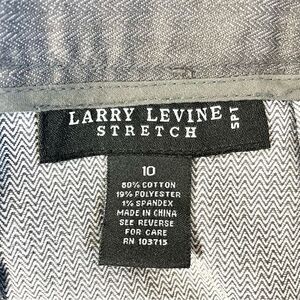 LARRY LEVINE
STRETCH
SPT
10
80% COTTON
19% POLYESTER
1% SPANDEX
MADE IN CHINA
SEE REVERSE
FOR CARE
RN 103715